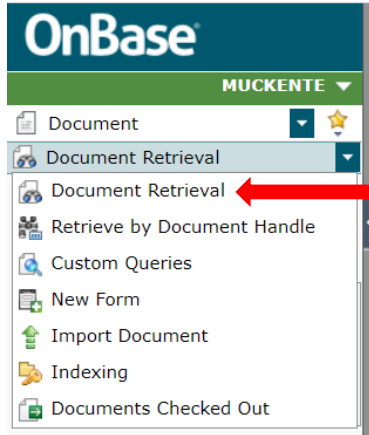 OnBase
MUCKENTE
Document
Document Retrieval
Document Retrieval
Retrieve by Document Handle
Custom Queries
New Form
Import Document
Indexing
Documents Checked Out